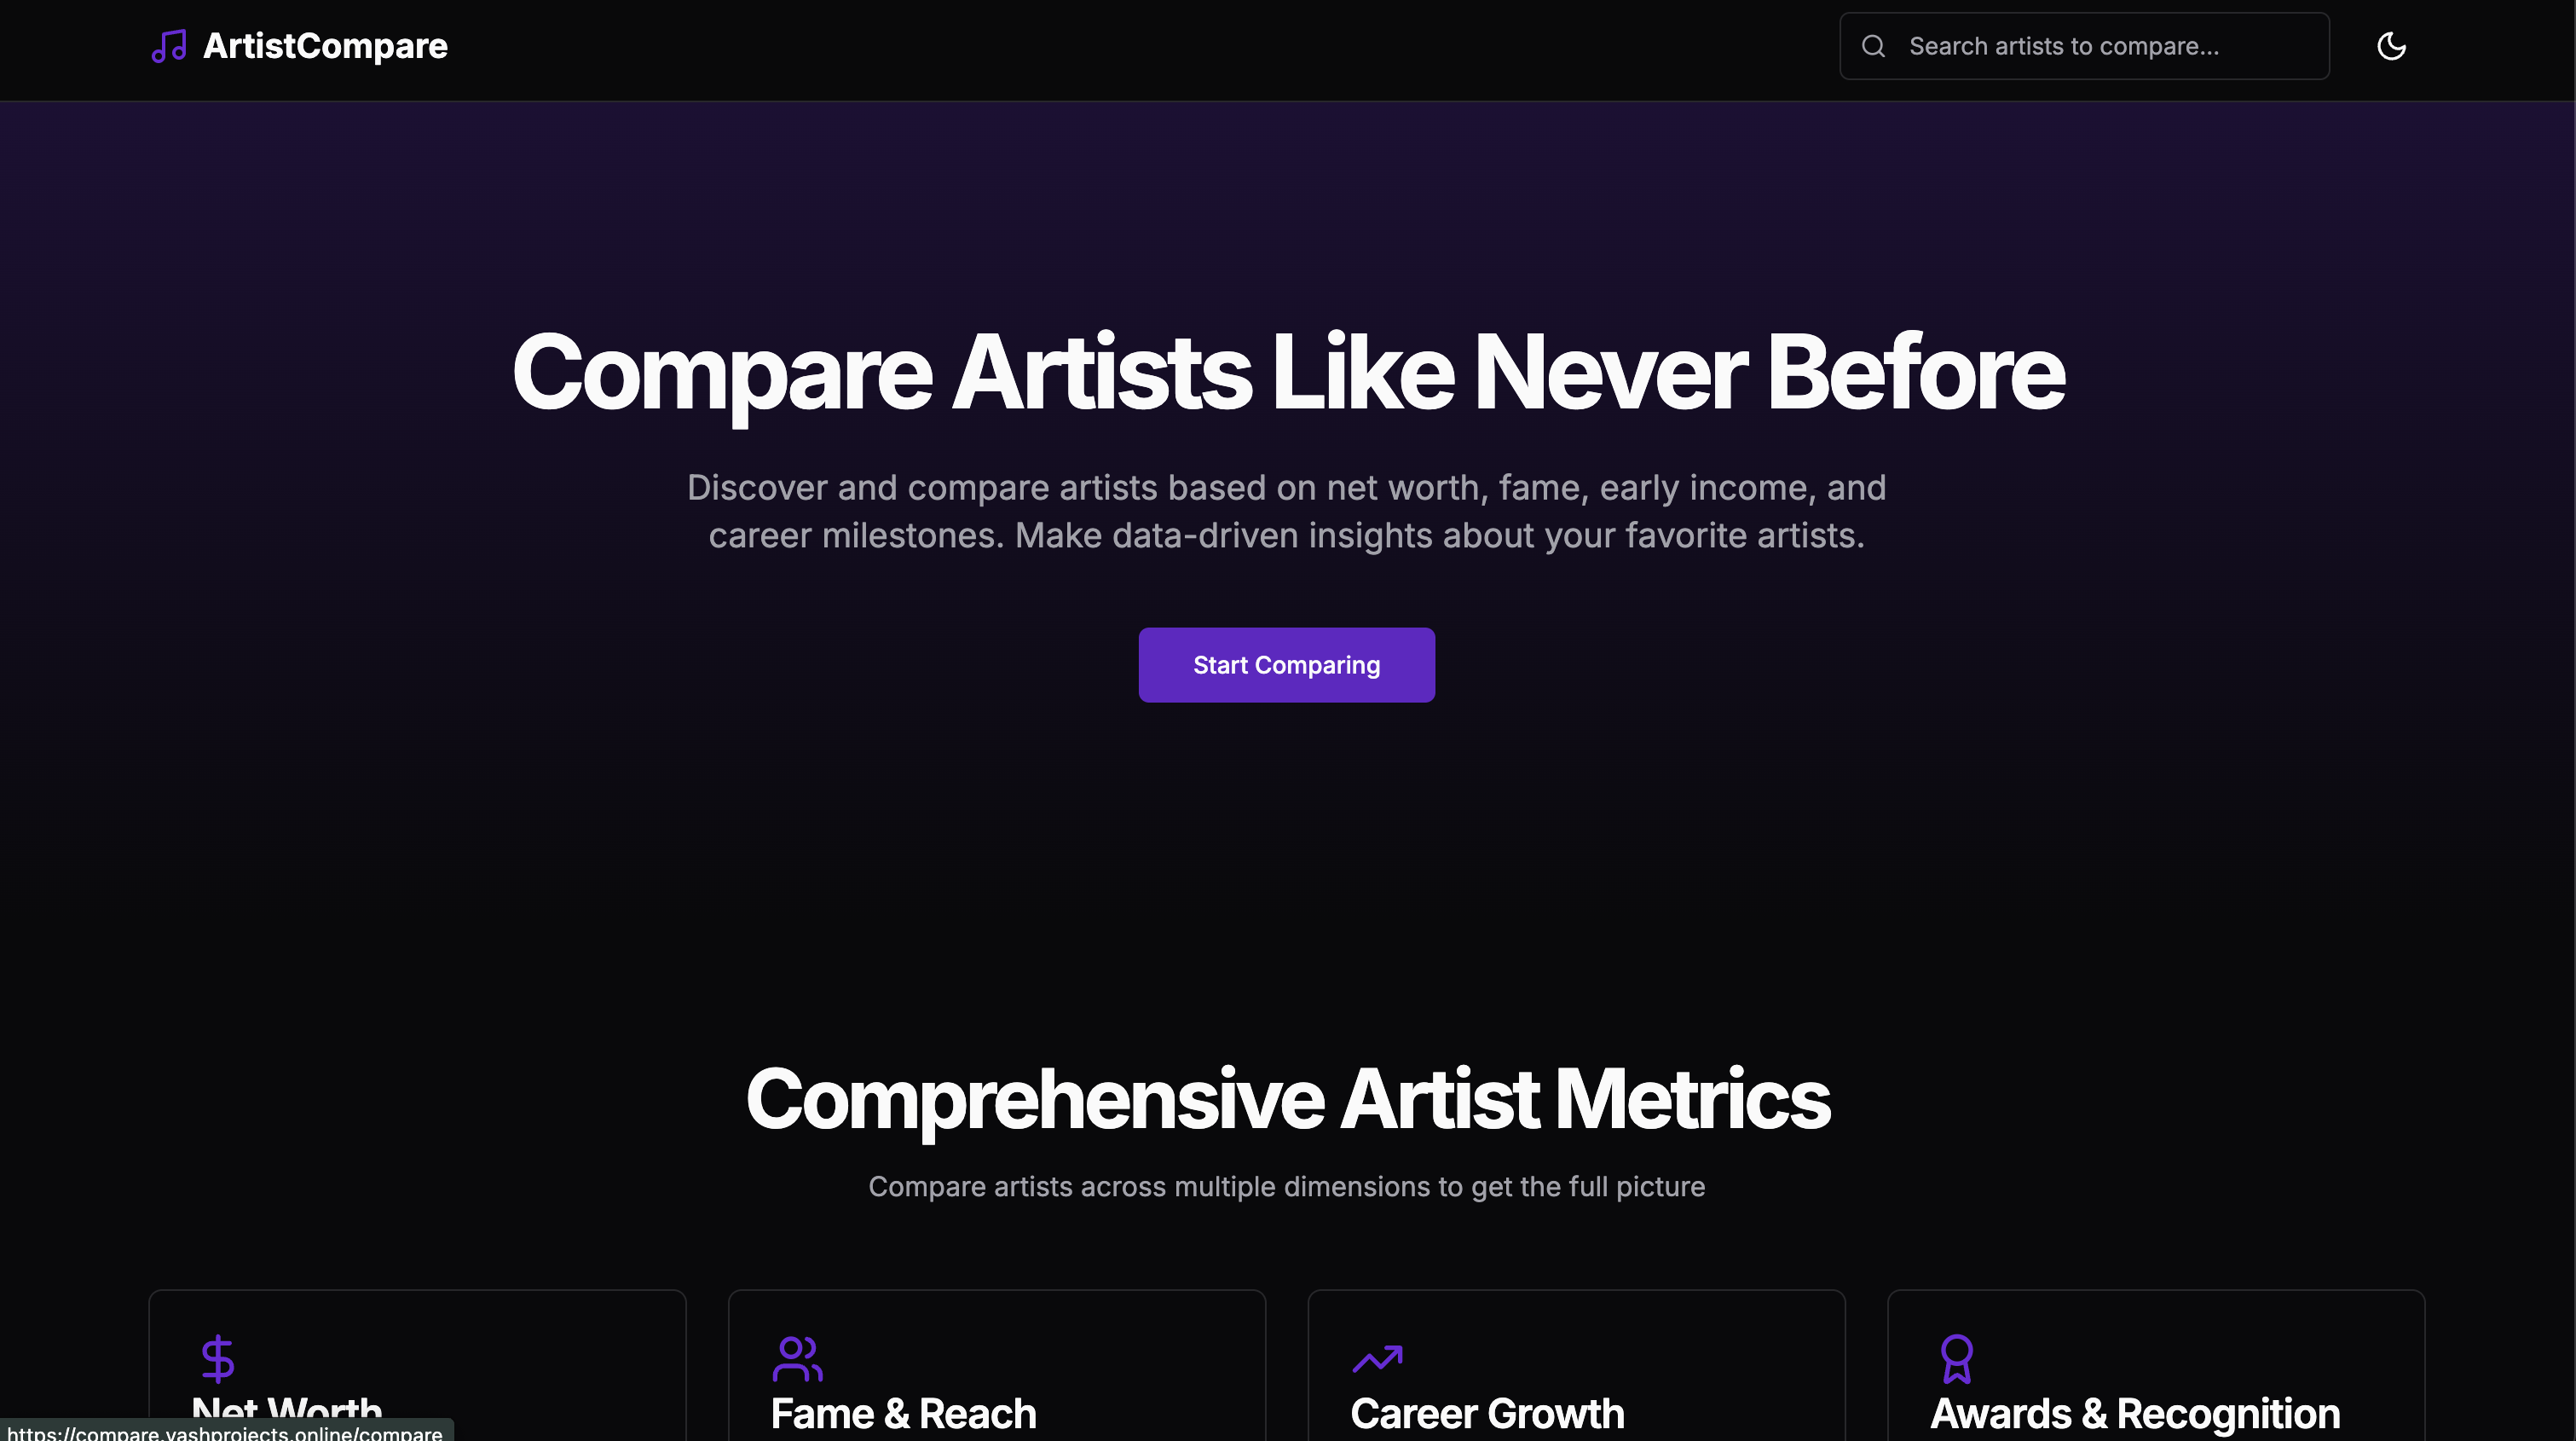 ArtistCompare
Search artists to compare...
Compare Artists Like Never Before
Discover and compare artists based on net worth, fame, early income, and
career milestones. Make data-driven insights about your favorite artists.
Start Comparing
Comprehensive Artist Metrics
Compare artists across multiple dimensions to get the full picture
Net Worth
Fame & Reach
Career Growth
Awards & Recognition
https://compare.yashprojects.online/compare